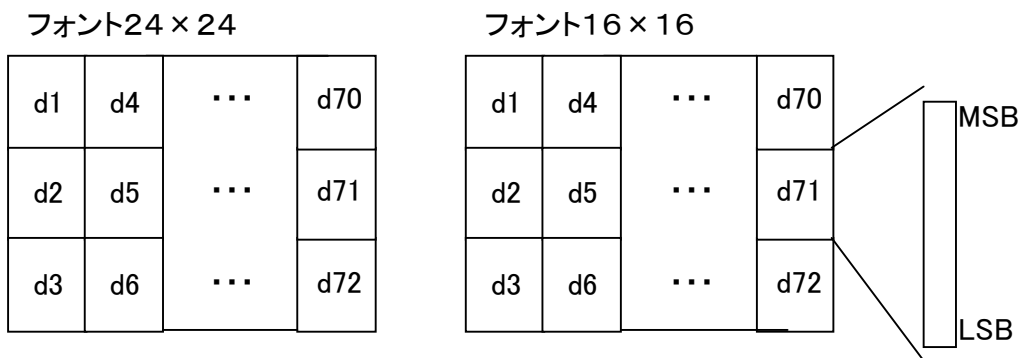 フォント24×24
d1 d4 ・・・ d70
d2 d5 ・・・ d71
d3 d6 ・・・ d72
フォント16×16
d1 d4 ・・・ d70
d2 d5 ・・・ d71
d3 d6 ・・・ d72
MSB
LSB